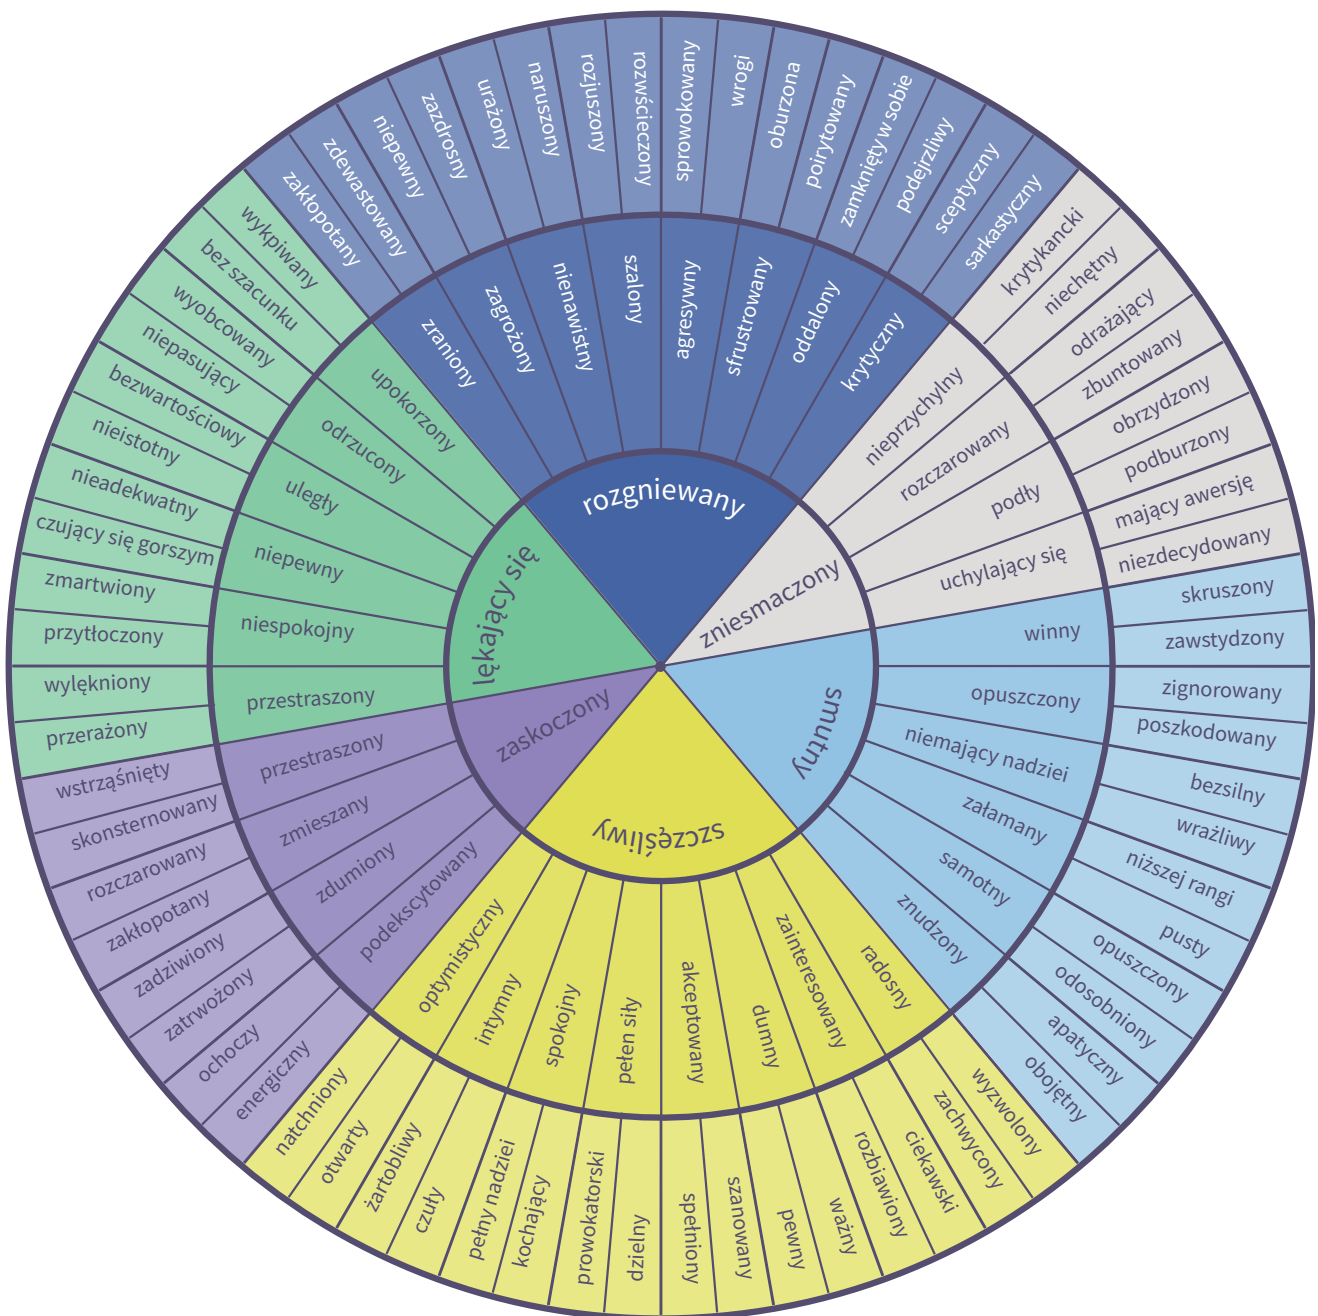 rozgniewany
zniesmaczony
smutny
szczęśliwy
zaskoczony
lękający się
zraniony
zagrożony
nienawistny
szalony
agresywny
sfrustrowany
oddalony
krytyczny
nieprzychylny
rozczarowany
podły
uchylający się
winny
opuszczony
niemający nadziei
załamany
samotny
znudzony
radosny
zainteresowany
dumny
akceptowany
pełen siły
spokojny
intymny
optymistyczny
podekscytowany
zdumiony
zmieszany
przestraszony
przestraszony
niespokojny
niepewny
uległy
odrzucony
upokorzony
zakłopotany
zdewastowany
niepewny
zazdrosny
urażony
naruszony
rozjuszony
rozwścieczony
sprowokowany
wrogi
oburzona
poirytowany
zamknięty w sobie
podejrzliwy
sceptyczny
sarkastyczny
krytykancki
niechętny
odrażający
zbuntowany
obrzydzony
podburzony
mający awersję
niezdecydowany
skruszony
zawstydzony
zignorowany
poszkodowany
bezsilny
wrażliwy
niższej rangi
pusty
opuszczony
odosobniony
apatyczny
obojętny
wyzwolony
zachwycony
ciekawski
rozbiawiony
ważny
pewny
szanowany
spełniony
dzielny
prowokatorski
kochający
pełny nadziei
czuły
żartobliwy
otwarty
natchniony
energiczny
ochoczy
zatrwożony
zadziwiony
zakłopotany
rozczarowany
skonsternowany
wstrząśnięty
przerażony
wylękniony
przytłoczony
zmartwiony
czujący się gorszym
nieadekwatny
nieistotny
bezwartościowy
niepasujący
wyobcowany
bez szacunku
wykpiwany